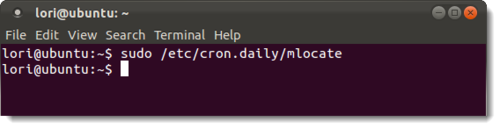 lori@ubuntu: ~
File Edit View Search Terminal Help
lori@ubuntu:~$ sudo /etc/cron.daily/mlocate
lori@ubuntu:~$